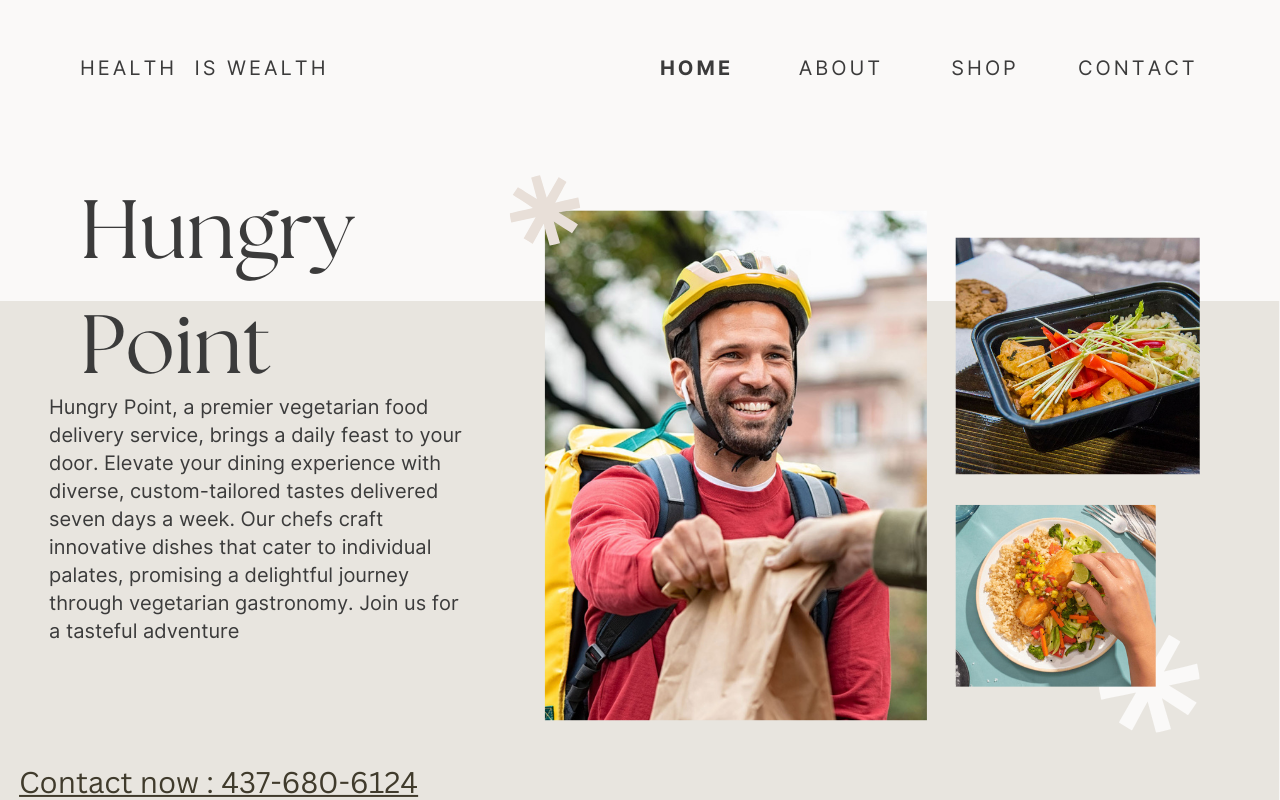 HEALTH IS WEALTH
HOME ABOUT SHOP CONTACT
Hungry
Point
Hungry Point, a premier vegetarian food
delivery service, brings a daily feast to your
door. Elevate your dining experience with
diverse, custom-tailored tastes delivered
seven days a week. Our chefs craft
innovative dishes that cater to individual
palates, promising a delightful journey
through vegetarian gastronomy. Join us for
a tasteful adventure
Contact now : 437-680-6124